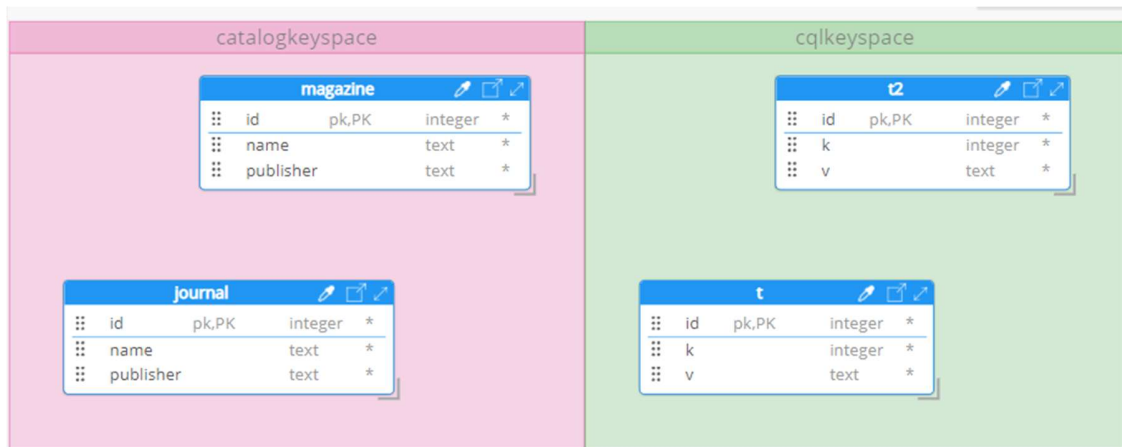 catalogkeyspace
cqlkeyspace
magazine
id pk,PK integer *
name text *
publisher text *
t2
id pk,PK integer *
k integer *
v text *
journal
id pk,PK integer *
name text *
publisher text *
t
id pk,PK integer *
k integer *
v text *